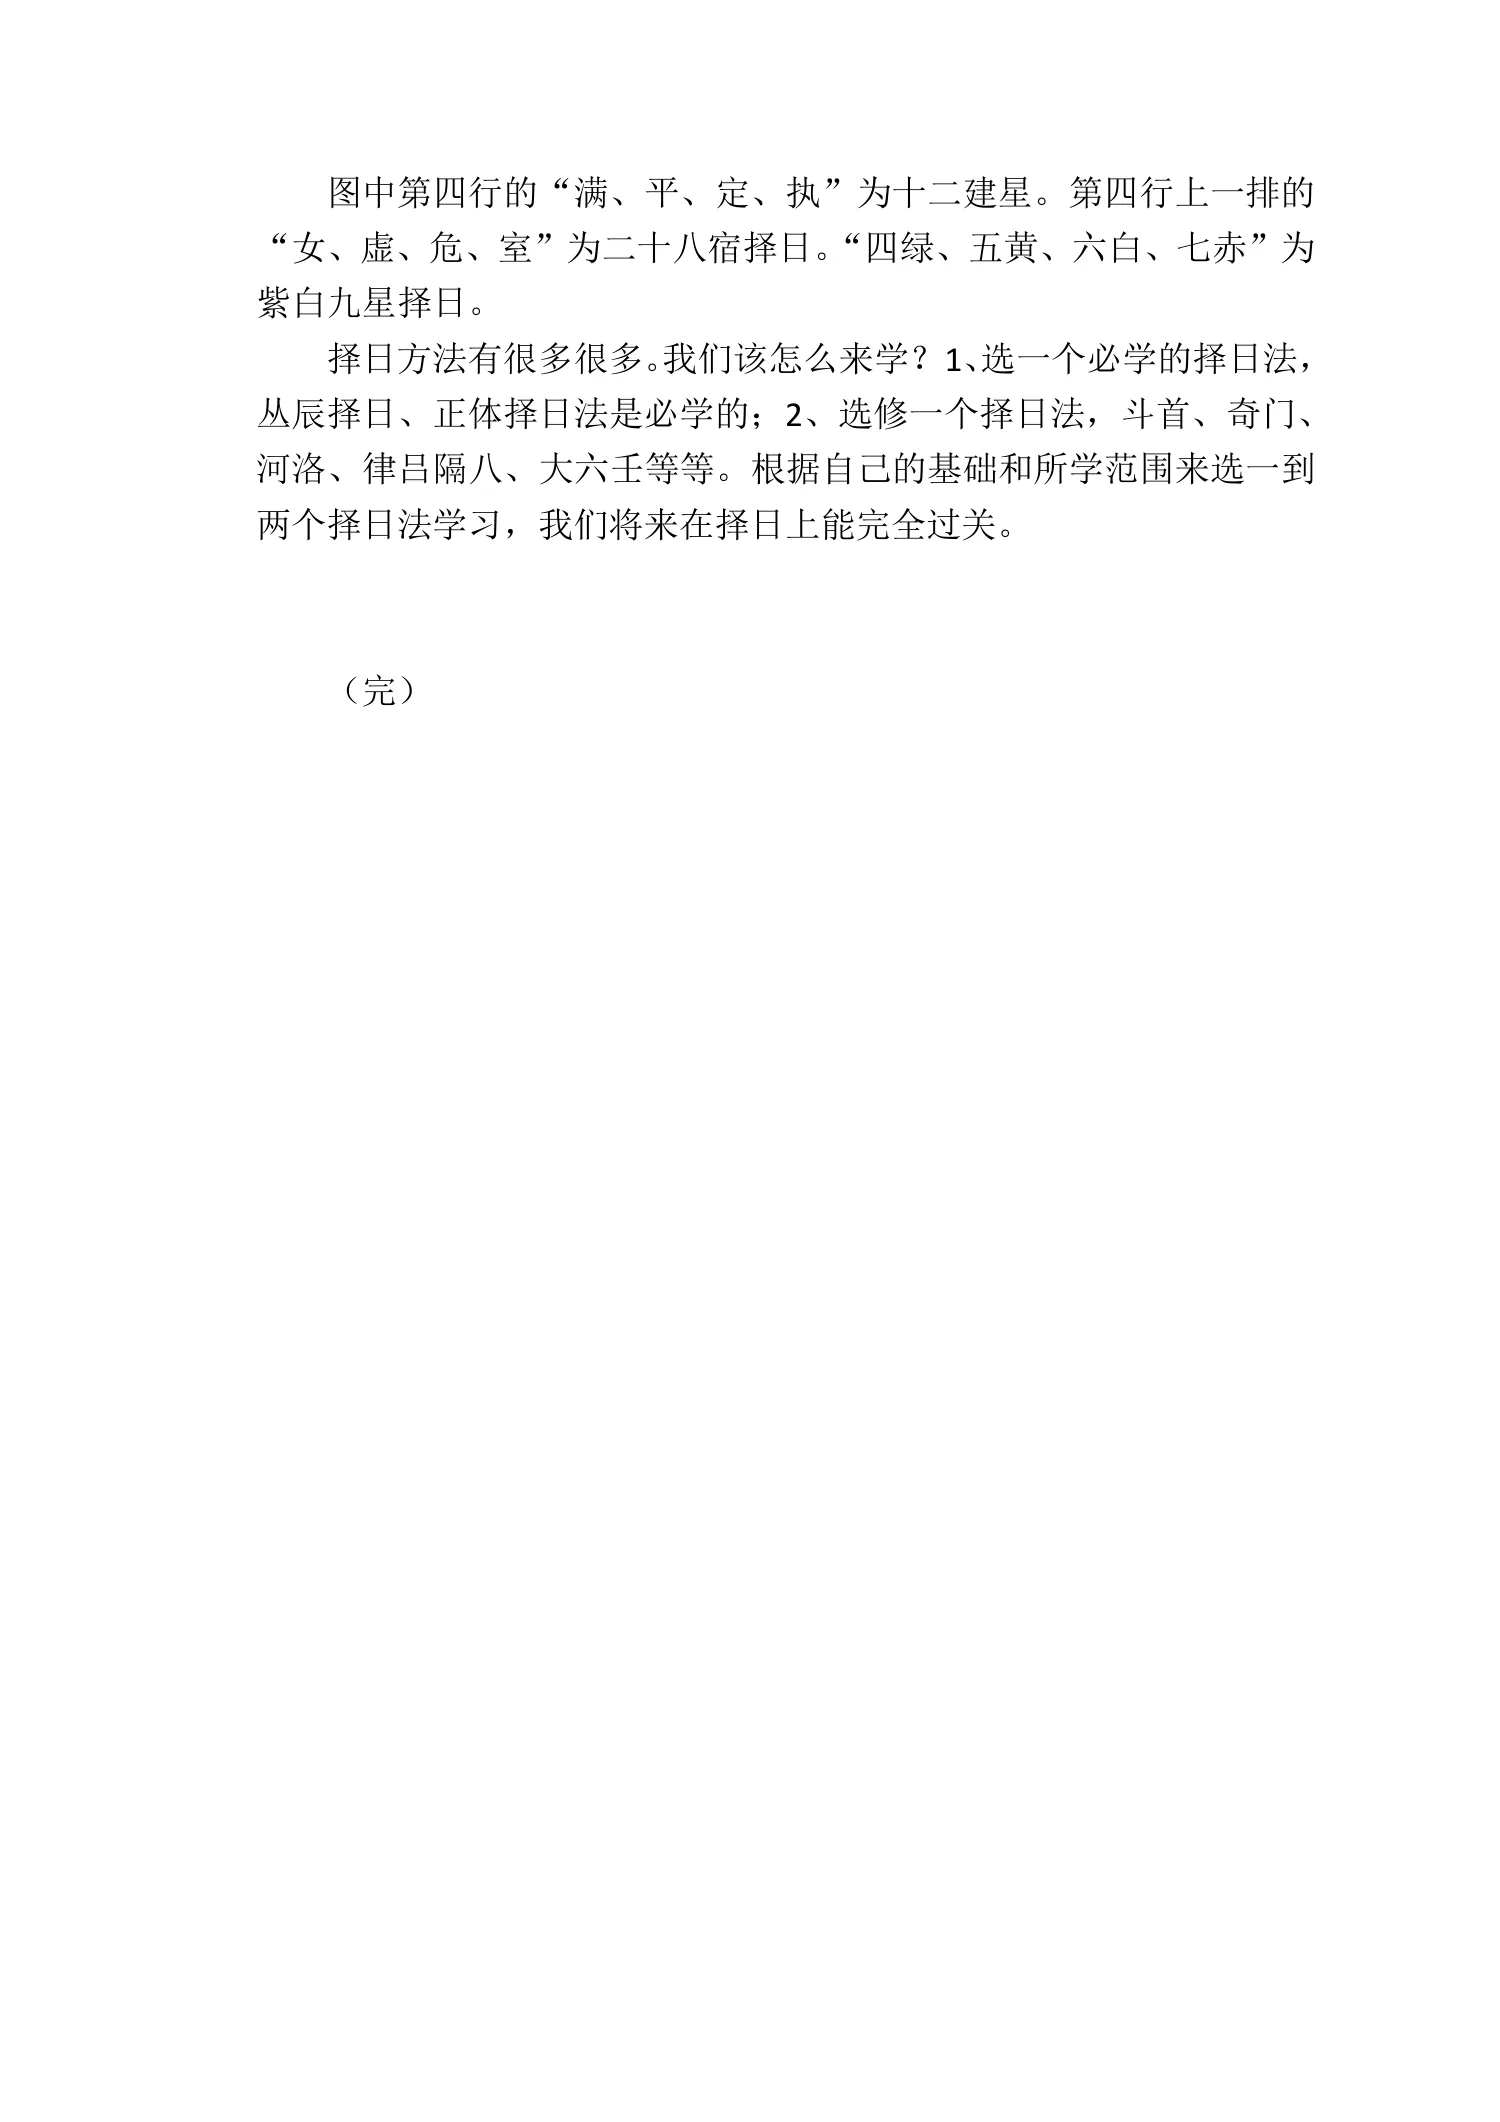 图中第四行的“满、平、定、执”为十二建星。第四行上一排的
“女、虚、危、室”为二十八宿择日。“四绿、五黄、六白、七赤”为
紫白九星择日。
择日方法有很多很多。我们该怎么来学？1、选一个必学的择日法，
丛辰择日、正体择日法是必学的；2、选修一个择日法，斗首、奇门、
河洛、律吕隔八、大六壬等等。根据自己的基础和所学范围来选一到
两个择日法学习，我们将来在择日上能完全过关。
（完）